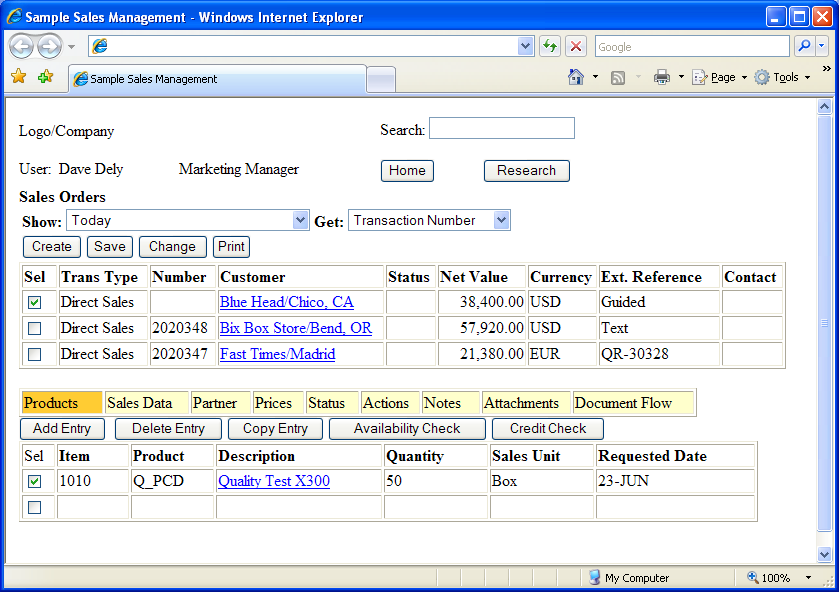 Sample Sales Management - Windows Internet Explorer
Google
Sample Sales Management
Page Tools »
Logo/Company Search:
User: Dave Dely Marketing Manager Home Research
Sales Orders
Show: Today Get: Transaction Number
Create Save Change Print
Sel Trans Type Number Customer Status Net Value Currency Ext. Reference Contact
Direct Sales Blue Head/Chico, CA 38,400.00 USD Guided
Direct Sales 2020348 Bix Box Store/Bend, OR 57,920.00 USD Text
Direct Sales 2020347 Fast Times/Madrid 21,380.00 EUR QR-30328
Products Sales Data Partner Prices Status Actions Notes Attachments Document Flow
Add Entry Delete Entry Copy Entry Availability Check Credit Check
Sel Item Product Description Quantity Sales Unit Requested Date
1010 Q_PCD Quality Test X300 50 Box 23-JUN
My Computer 100%